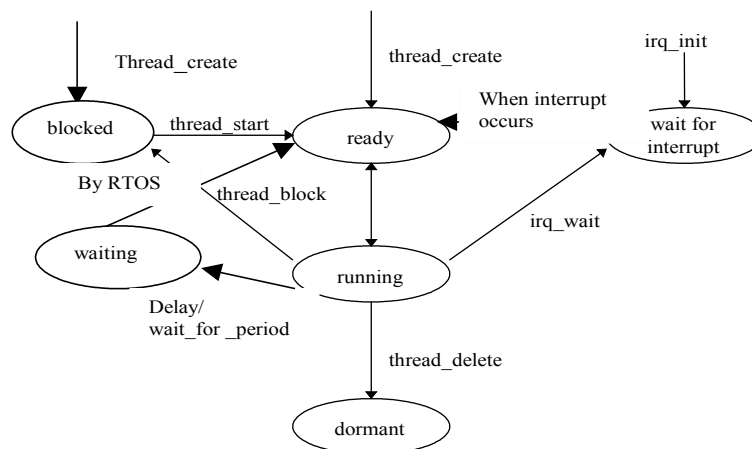 irq_init
Thread_create
thread_create
When interrupt
occurs
blocked
thread_start
ready
wait for
interrupt
By RTOS
thread_block
irq_wait
waiting
running
Delay/
wait_for _period
thread_delete
dormant